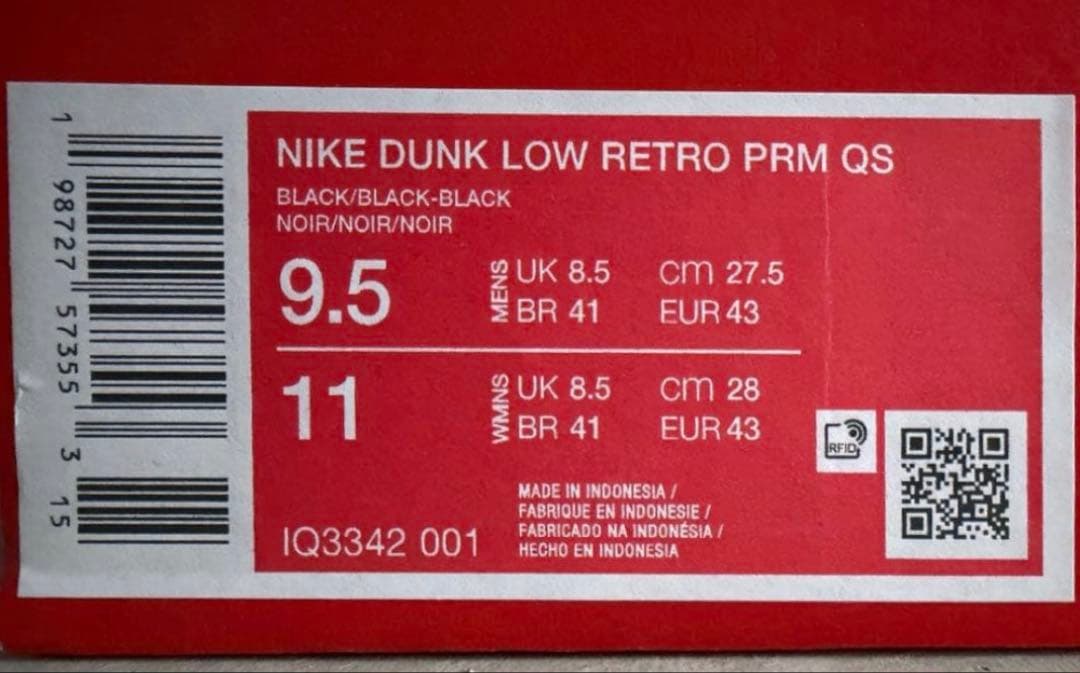 1 98727 57355 3 15
NIKE DUNK LOW RETRO PRM QS
BLACK/BLACK-BLACK
NOIR/NOIR/NOIR
9.5 MENS UK 8.5 cm 27.5
BR 41 EUR 43
11 WMNS UK 8.5 cm 28
BR 41 EUR 43
RFID
MADE IN INDONESIA /
FABRIQUE EN INDONESIE /
FABRICADO NA INDONÉSIA /
HECHO EN INDONESIA
IQ3342 001